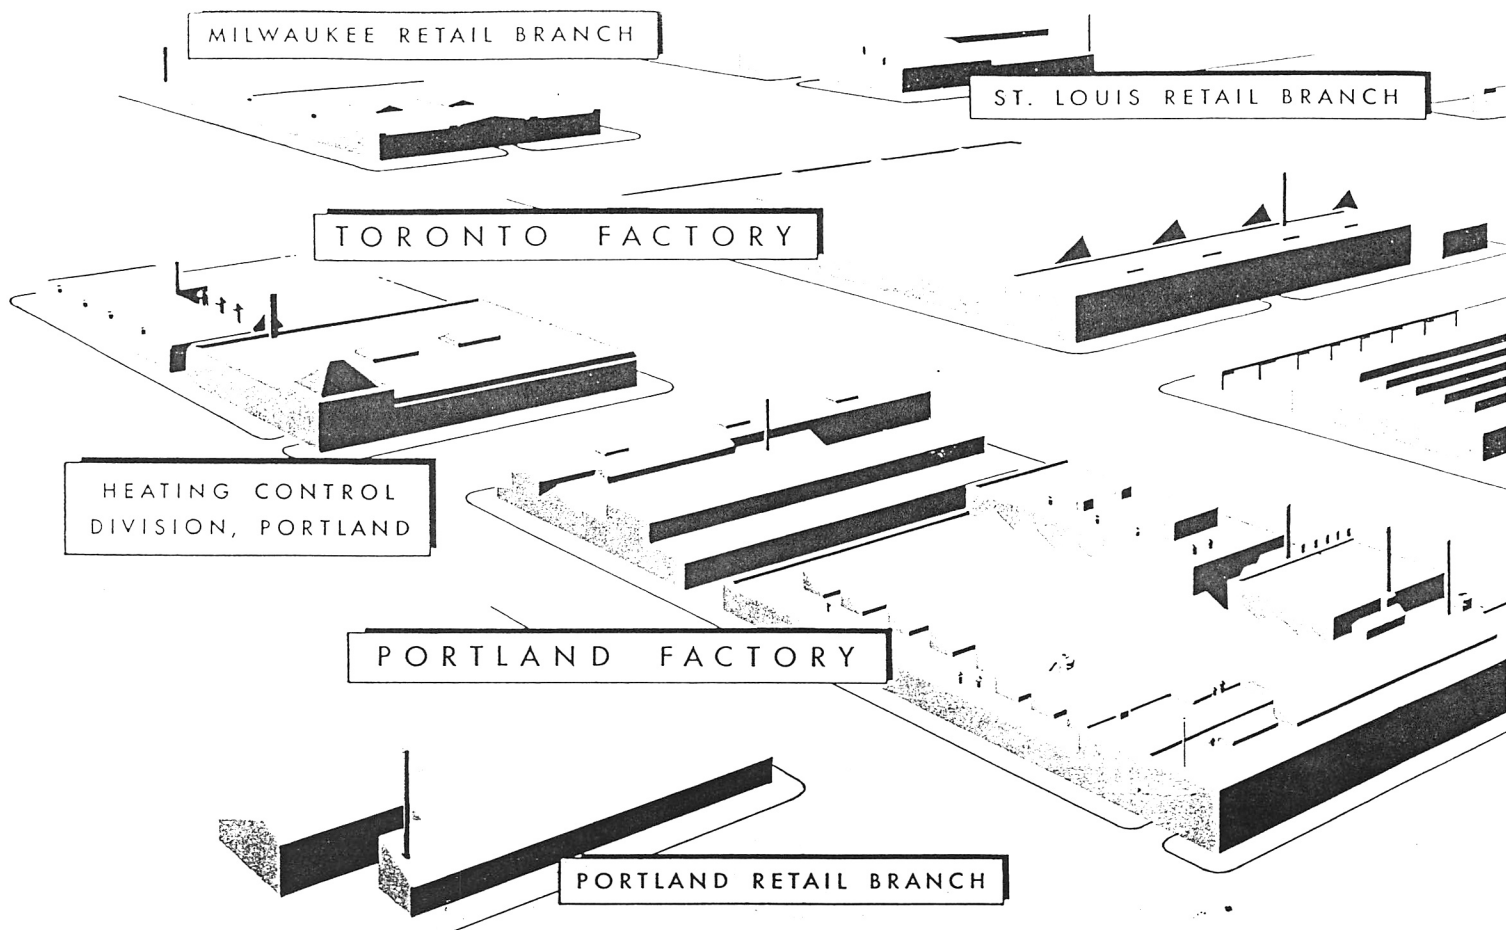 MILWAUKEE RETAIL BRANCH
ST. LOUIS RETAIL BRANCH
TORONTO FACTORY
HEATING CONTROL
DIVISION, PORTLAND
PORTLAND FACTORY
PORTLAND RETAIL BRANCH